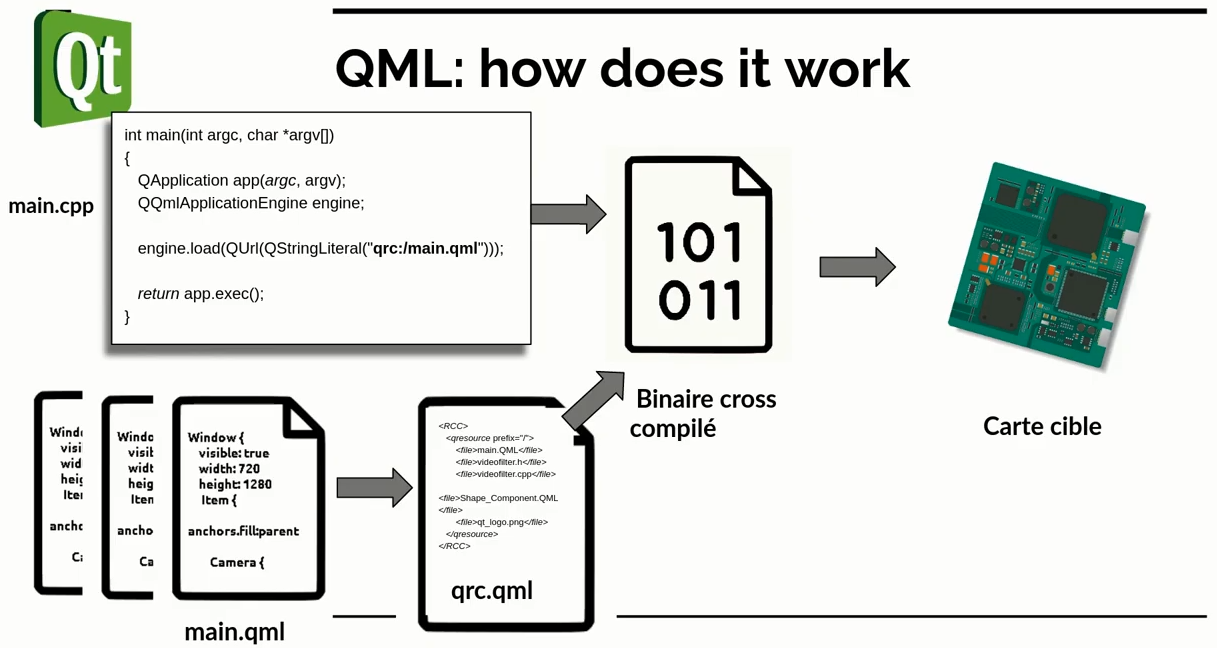 Qt
QML: how does it work
int main(int argc, char *argv[])
{
QApplication app(argc, argv);
QQmlApplicationEngine engine;
engine.load(QUrl(QStringLiteral("qrc:/main.qml")));
return app.exec();
}
main.cpp
101
011
Binaire cross
compilé
Carte cible
Windo
visi
wid
heig
Iter
ancho
Ca
Windo
visib
widt
heig
Iten
ancho
Ca
Window {
visible: true
width: 720
height: 1280
Item {
anchors.fill:parent
Camera {
main.qml
<RCC>
<qresource prefix="/">
<file>main.QML</file>
<file>videofilter.h</file>
<file>videofilter.cpp</file>
<file>Shape_Component.QML
</file>
<file>qt_logo.png</file>
</qresource>
</RCC>
qrc.qml